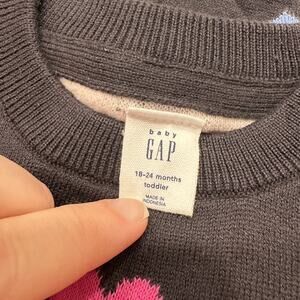 baby
GAP
18-24 months
toddler
MADE IN
INDONESIA